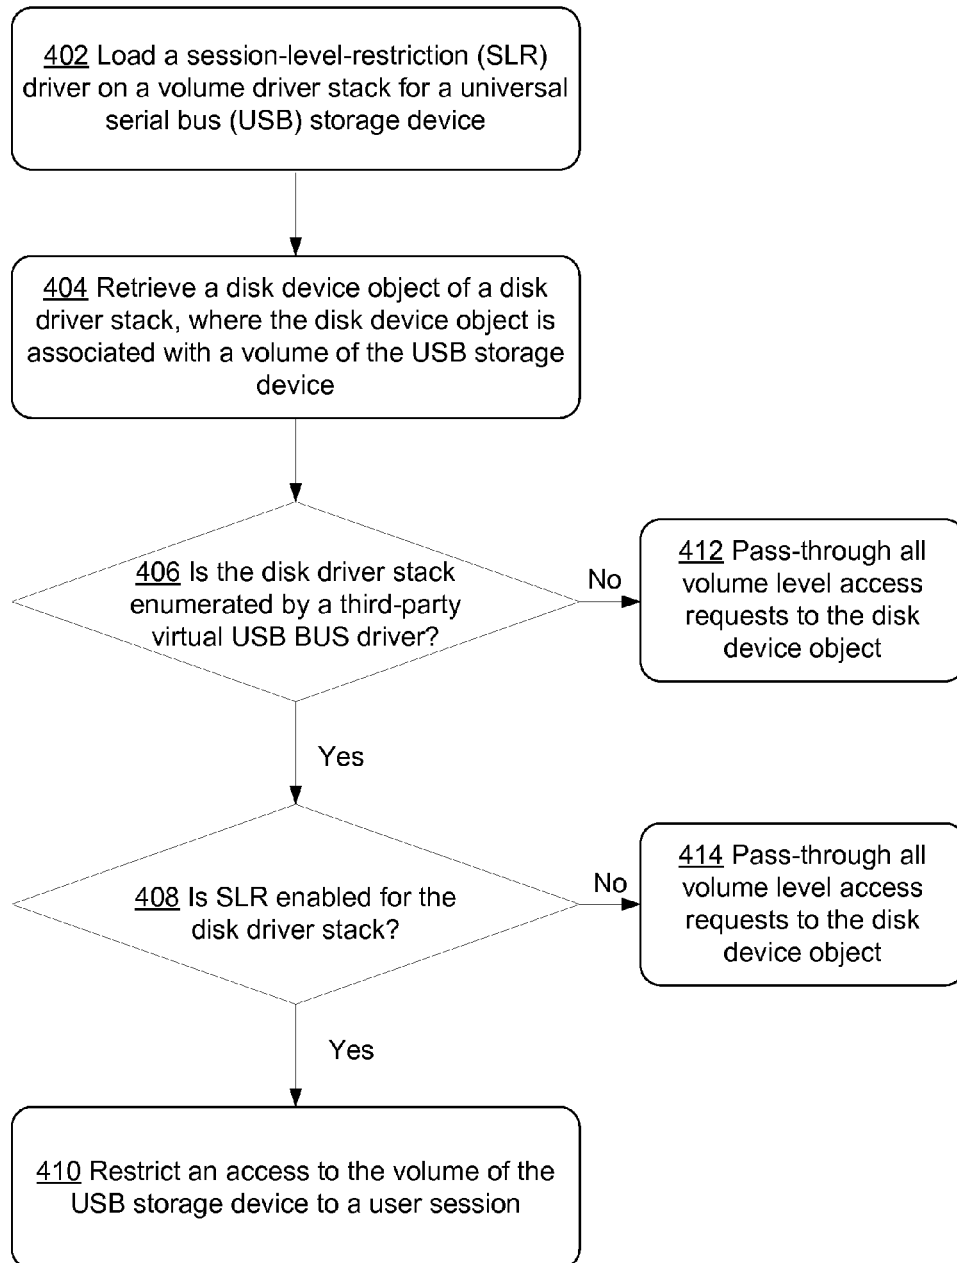 402 Load a session-level-restriction (SLR)
driver on a volume driver stack for a universal
serial bus (USB) storage device
404 Retrieve a disk device object of a disk
driver stack, where the disk device object is
associated with a volume of the USB storage
device
406 Is the disk driver stack
enumerated by a third-party
virtual USB BUS driver?
No
412 Pass-through all
volume level access
requests to the disk
device object
Yes
408 Is SLR enabled for the
disk driver stack?
No
414 Pass-through all
volume level access
requests to the disk
device object
Yes
410 Restrict an access to the volume of the
USB storage device to a user session